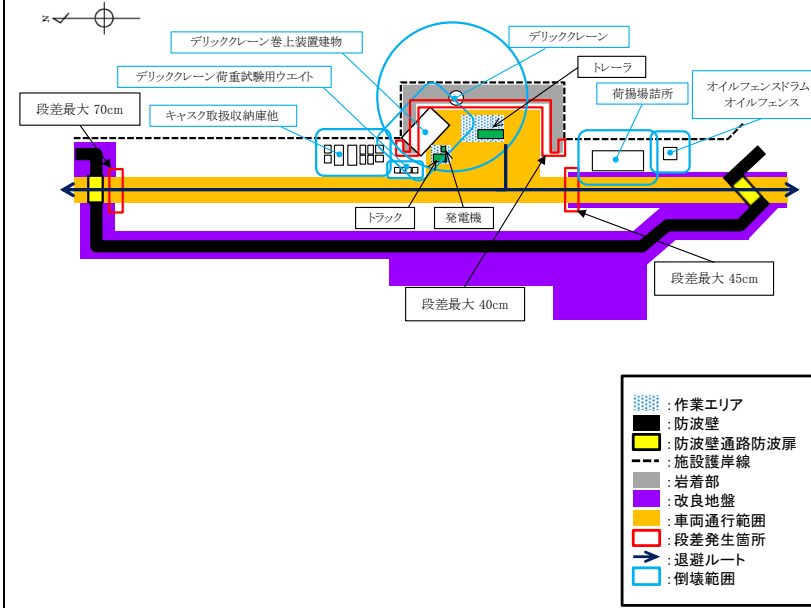 N
デリッククレーン巻上装置建物
デリッククレーン
デリッククレーン荷重試験用ウエイト
トレーラ
段差最大 70cm
キャスク取扱収納庫他
荷揚場詰所
オイルフェンスドラム
オイルフェンス
トラック
発電機
段差最大 40cm
段差最大 45cm
:作業エリア
:防波壁
:防波壁通路防波扉
:施設護岸線
:岩着部
:改良地盤
:車両通行範囲
:段差発生箇所
:退避ルート
:倒壊範囲